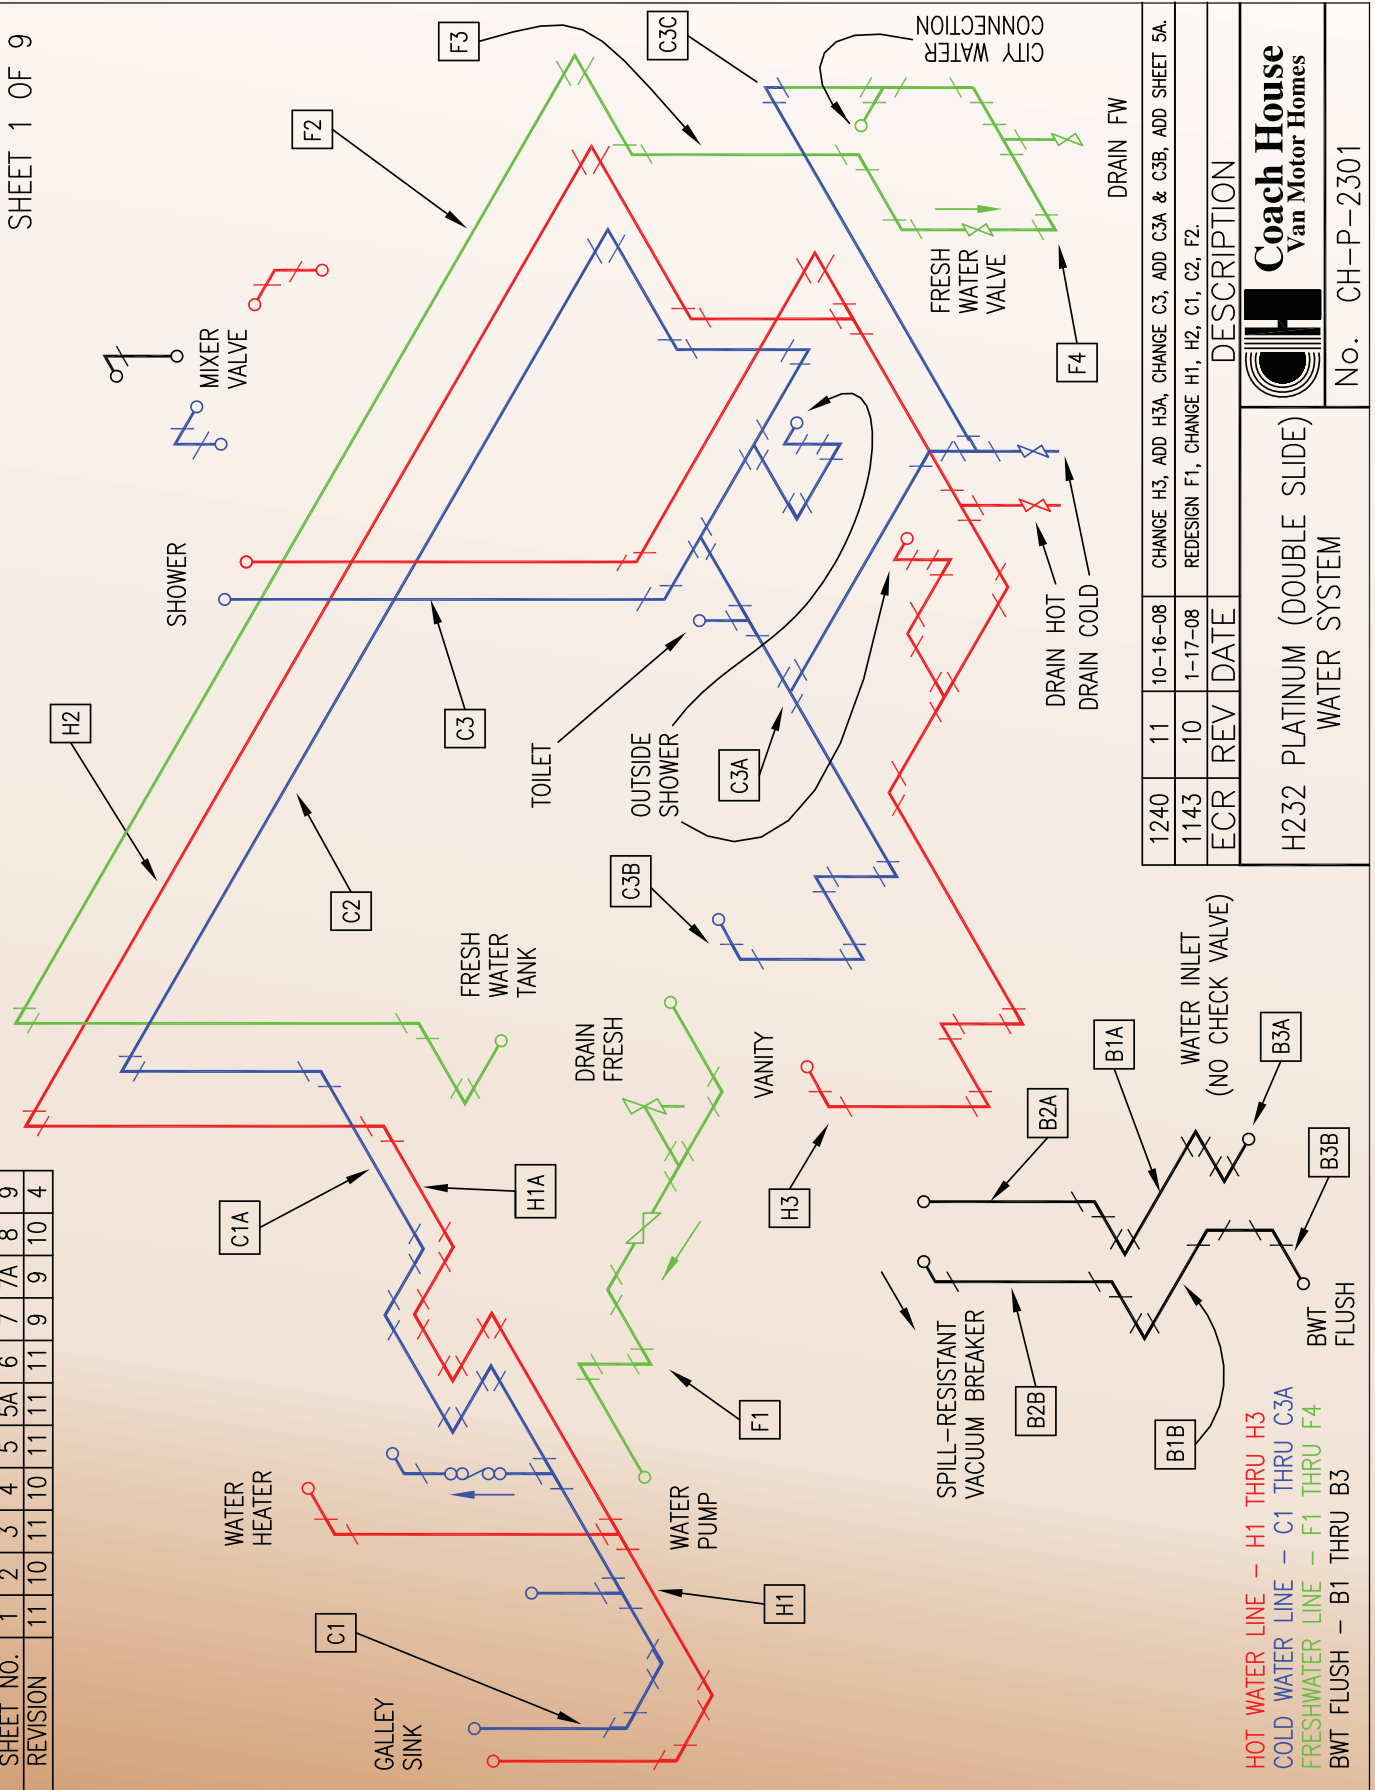 SHEET 1 OF 9
SHEET NO. 1 2 3 4 5 5A 6 7 7A 8 9
REVISION 11 10 11 10 11 11 11 9 9 10 4
GALLEY
SINK
C1
WATER
HEATER
H1
WATER
PUMP
F1
C1A
H1A
DRAIN
FRESH
FRESH
WATER
TANK
C2
H2
VANITY
H3
C3B
C3A
TOILET
OUTSIDE
SHOWER
C3
SHOWER
MIXER
VALVE
F2
F3
C3C
CITY WATER
CONNECTION
FRESH
WATER
VALVE
DRAIN FW
F4
DRAIN HOT
DRAIN COLD
SPILL-RESISTANT
VACUUM BREAKER
B2B
B1B
B2A
B1A
WATER INLET
(NO CHECK VALVE)
B3A
B3B
BWT
FLUSH
HOT WATER LINE - H1 THRU H3
COLD WATER LINE - C1 THRU C3A
FRESHWATER LINE - F1 THRU F4
BWT FLUSH - B1 THRU B3
1240 11 10-16-08 CHANGE H3, ADD H3A, CHANGE C3, ADD C3A & C3B, ADD SHEET 5A.
1143 10 1-17-08 REDESIGN F1, CHANGE H1, H2, C1, C2, F2.
ECR REV DATE DESCRIPTION
H232 PLATINUM (DOUBLE SLIDE)
WATER SYSTEM
Coach House
Van Motor Homes
No. CH-P-2301